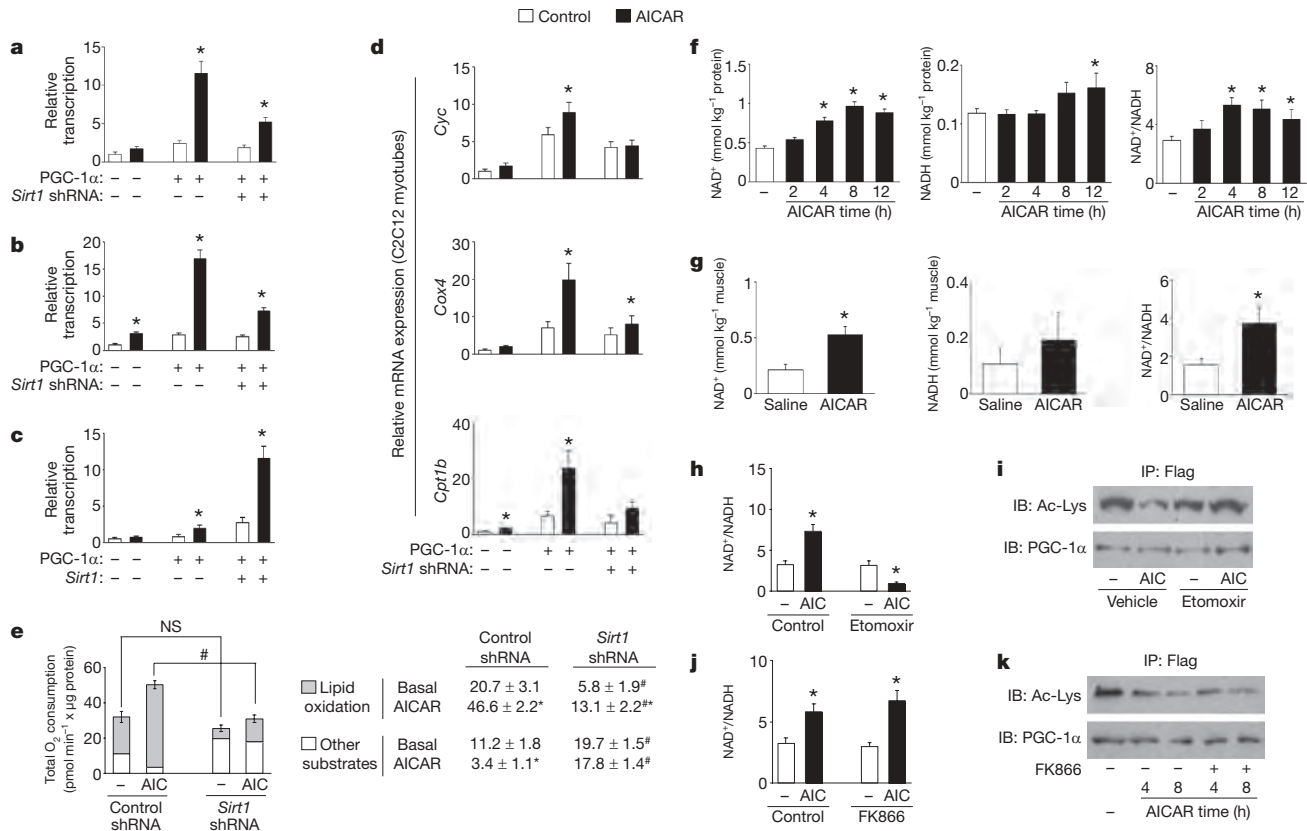 Control AICAR
a
Relative transcription
15
10
5
0
PGC-1α: – – + + + +
Sirt1 shRNA: – – – – + +
*
*
b
Relative transcription
20
15
10
5
0
PGC-1α: – – + + + +
Sirt1 shRNA: – – – – + +
*
*
*
c
Relative transcription
15
10
5
0
PGC-1α: – – + + + +
Sirt1: – – – – + +
*
*
d
Relative mRNA expression (C2C12 myotubes)
Cyc
15
10
5
0
*
Cox4
30
20
10
0
*
*
Cpt1b
40
20
0
*
*
PGC-1α: – – + + + +
Sirt1 shRNA: – – – – + +
e
NS
#
Total O2 consumption
(pmol min−1 x µg protein)
60
40
20
0
– AIC – AIC
Control shRNA
Sirt1 shRNA
Control shRNA
Sirt1 shRNA
Lipid oxidation
Basal 20.7 ± 3.1 5.8 ± 1.9#
AICAR 46.6 ± 2.2* 13.1 ± 2.2#*
Other substrates
Basal 11.2 ± 1.8 19.7 ± 1.5#
AICAR 3.4 ± 1.1* 17.8 ± 1.4#
f
NAD+ (mmol kg−1 protein)
1.5
1
0.5
0
* * *
– 2 4 8 12
AICAR time (h)
NADH (mmol kg−1 protein)
0.2
0.1
0
*
– 2 4 8 12
AICAR time (h)
NAD+/NADH
8
4
0
* * *
– 2 4 8 12
AICAR time (h)
g
NAD+ (mmol kg−1 muscle)
1
0.5
0
*
Saline AICAR
NADH (mmol kg−1 muscle)
0.4
0.2
0
Saline AICAR
NAD+/NADH
6
4
2
0
*
Saline AICAR
h
NAD+/NADH
15
10
5
0
*
*
– AIC – AIC
Control Etomoxir
i
IP: Flag
IB: Ac-Lys
IB: PGC-1α
– AIC – AIC
Vehicle Etomoxir
j
NAD+/NADH
10
5
0
*
*
– AIC – AIC
Control FK866
k
IP: Flag
IB: Ac-Lys
IB: PGC-1α
FK866 – – – + +
4 8 4 8
– AICAR time (h)